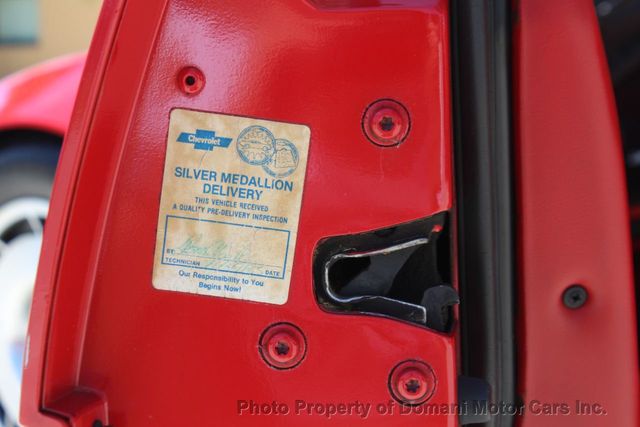 Chevrolet
SILVER MEDALLION
DELIVERY
THIS VEHICLE RECEIVED
A QUALITY PRE-DELIVERY INSPECTION
BY:
TECHNICIAN DATE
Our Responsibility to You
Begins Now!
Photo Property of Domani Motor Cars Inc.